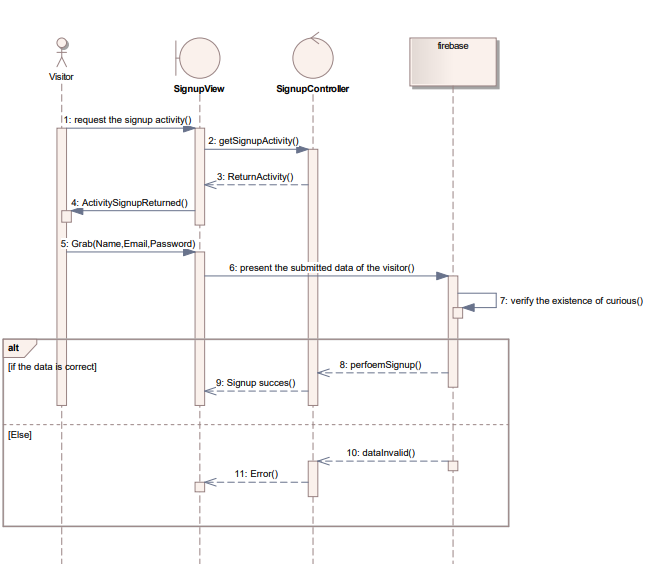 firebase
Visitor
SignupView
SignupController
1: request the signup activity()
2: getSignupActivity()
3: ReturnActivity()
4: ActivitySignupReturned()
5: Grab(Name,Email,Password)
6: present the submitted data of the visitor()
7: verify the existence of curious()
alt
[if the data is correct]
8: perfoemSignup()
9: Signup succes()
[Else]
10: dataInvalid()
11: Error()